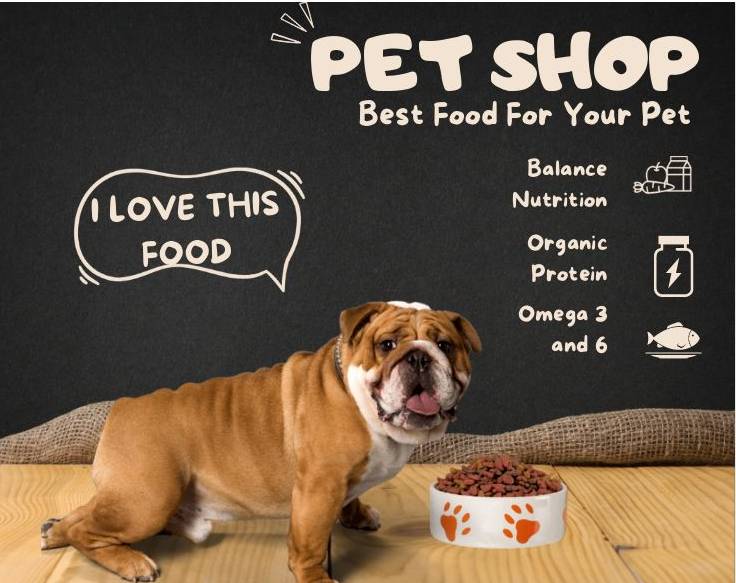 PET SHOP
Best Food For Your Pet
I LOVE THIS
FOOD
Balance
Nutrition
Organic
Protein
Omega 3
and 6